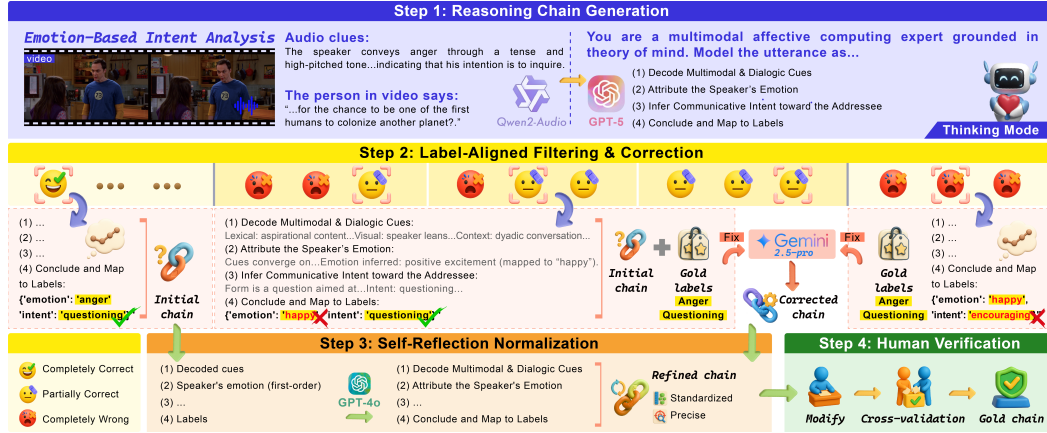 Step 1: Reasoning Chain Generation
Emotion-Based Intent Analysis
video
Audio clues:
The speaker conveys anger through a tense and
high-pitched tone…indicating that his intention is to inquire.
The person in video says:
"…for the chance to be one of the first
humans to colonize another planet?."
Qwen2-Audio
GPT-5
You are a multimodal affective computing expert grounded in
theory of mind. Model the utterance as…
(1) Decode Multimodal & Dialogic Cues
(2) Attribute the Speaker's Emotion
(3) Infer Communicative Intent toward the Addressee
(4) Conclude and Map to Labels
Thinking Mode
Step 2: Label-Aligned Filtering & Correction
(1) …
(2) …
(3) …
(4) Conclude and Map
to Labels:
{'emotion': 'anger'
'intent': 'questioning'}
Initial
chain
(1) Decode Multimodal & Dialogic Cues:
Lexical: aspirational content…Visual: speaker leans…Context: dyadic conversation…
(2) Attribute the Speaker's Emotion:
Cues converge on…Emotion inferred: positive excitement (mapped to "happy").
(3) Infer Communicative Intent toward the Addressee:
Form is a question aimed at…Intent: questioning…
(4) Conclude and Map to Labels:
{'emotion': 'happy' 'intent': 'questioning'}
Initial
chain
Gold
labels
Anger
Questioning
Fix
Gemini
2.5-pro
Fix
Corrected
chain
Gold
labels
Anger
Questioning
(1) …
(2) …
(3) …
(4) Conclude and Map
to Labels:
{'emotion': 'happy',
'intent': 'encouraging'}
Completely Correct
Partially Correct
Completely Wrong
Step 3: Self-Reflection Normalization
(1) Decoded cues
(2) Speaker's emotion (first-order)
(3) …
(4) Labels
GPT-4o
(1) Decode Multimodal & Dialogic Cues
(2) Attribute the Speaker's Emotion
(3) …
(4) Conclude and Map to Labels
Refined chain
Standardized
Precise
Step 4: Human Verification
Modify
Cross-validation
Gold chain